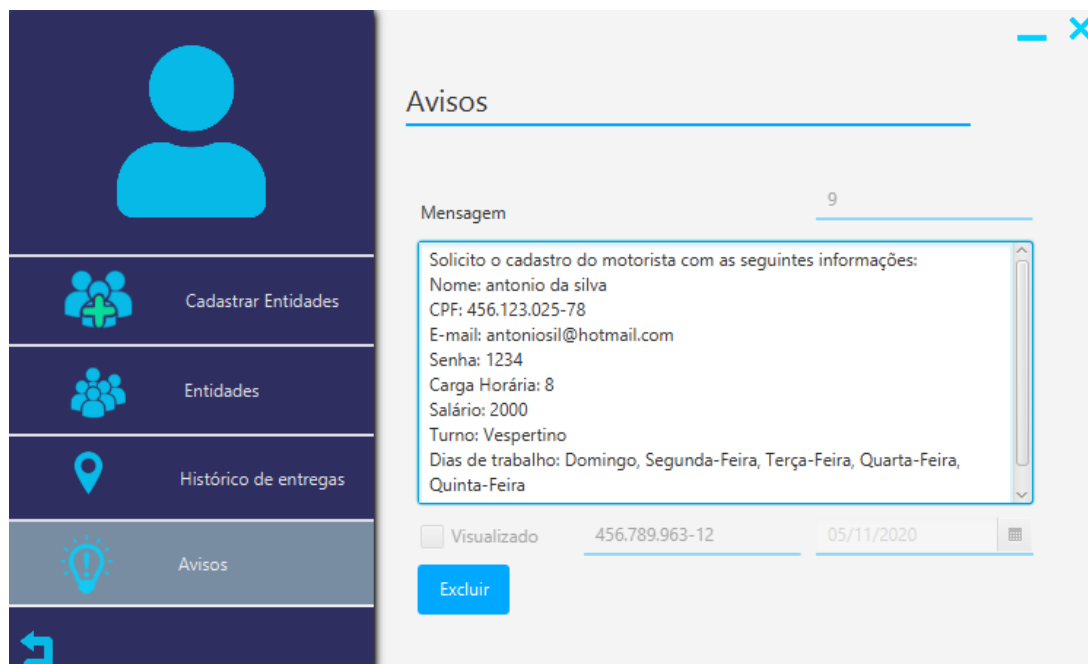 Cadastrar Entidades
Entidades
Histórico de entregas
Avisos
Avisos
Mensagem
9
Solicito o cadastro do motorista com as seguintes informações:
Nome: antonio da silva
CPF: 456.123.025-78
E-mail: antoniosil@hotmail.com
Senha: 1234
Carga Horária: 8
Salário: 2000
Turno: Vespertino
Dias de trabalho: Domingo, Segunda-Feira, Terça-Feira, Quarta-Feira,
Quinta-Feira
Visualizado
456.789.963-12
05/11/2020
Excluir